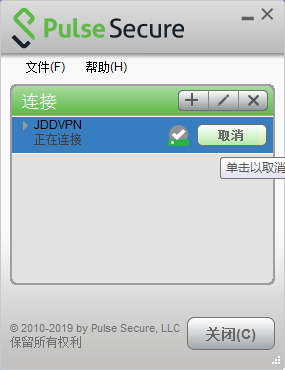 Pulse Secure
文件(F) 帮助(H)
连接
JDDVPN
正在连接
取消
单击以取消
© 2010-2019 by Pulse Secure, LLC
保留所有权利
关闭(C)